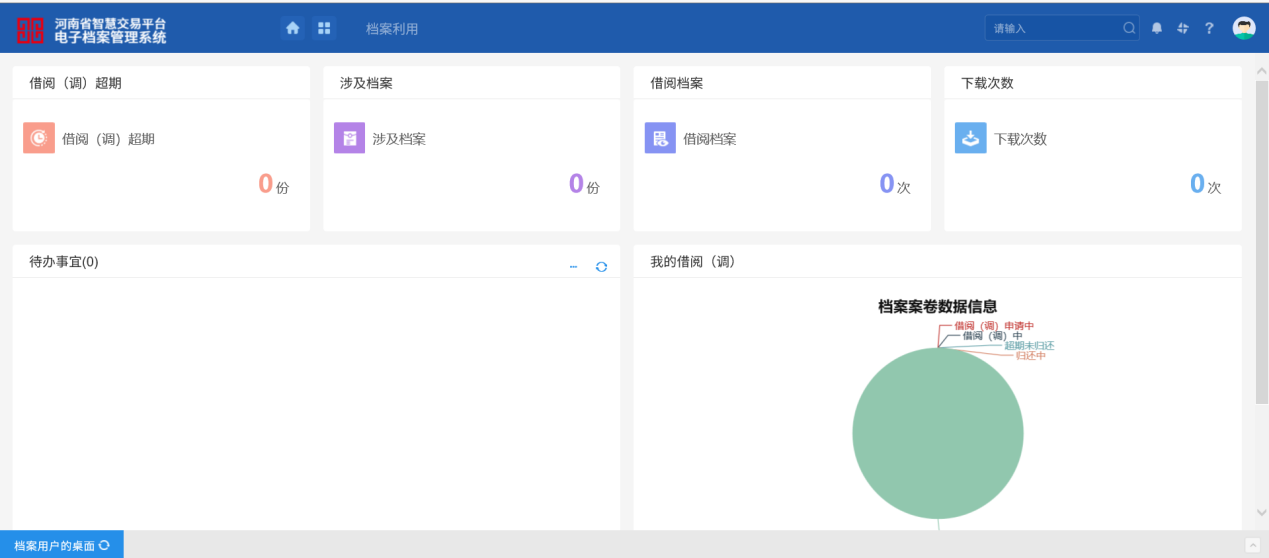 河南省智慧交易平台
电子档案管理系统
档案利用
请输入
借阅（调）超期
借阅（调）超期
0份
涉及档案
涉及档案
0份
借阅档案
借阅档案
0次
下载次数
下载次数
0次
待办事宜(0)
我的借阅（调）
档案案卷数据信息
借阅（调）申请中
借阅（调）中
超期未归还
归还中
档案用户的桌面